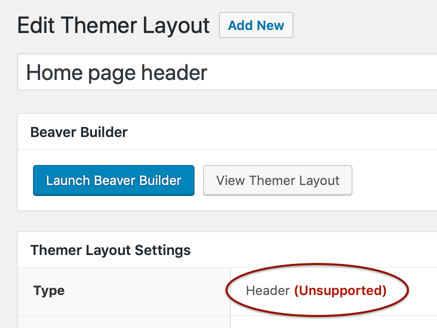 Edit Themer Layout Add New
Home page header
Beaver Builder
Launch Beaver Builder View Themer Layout
Themer Layout Settings
Type Header (Unsupported)